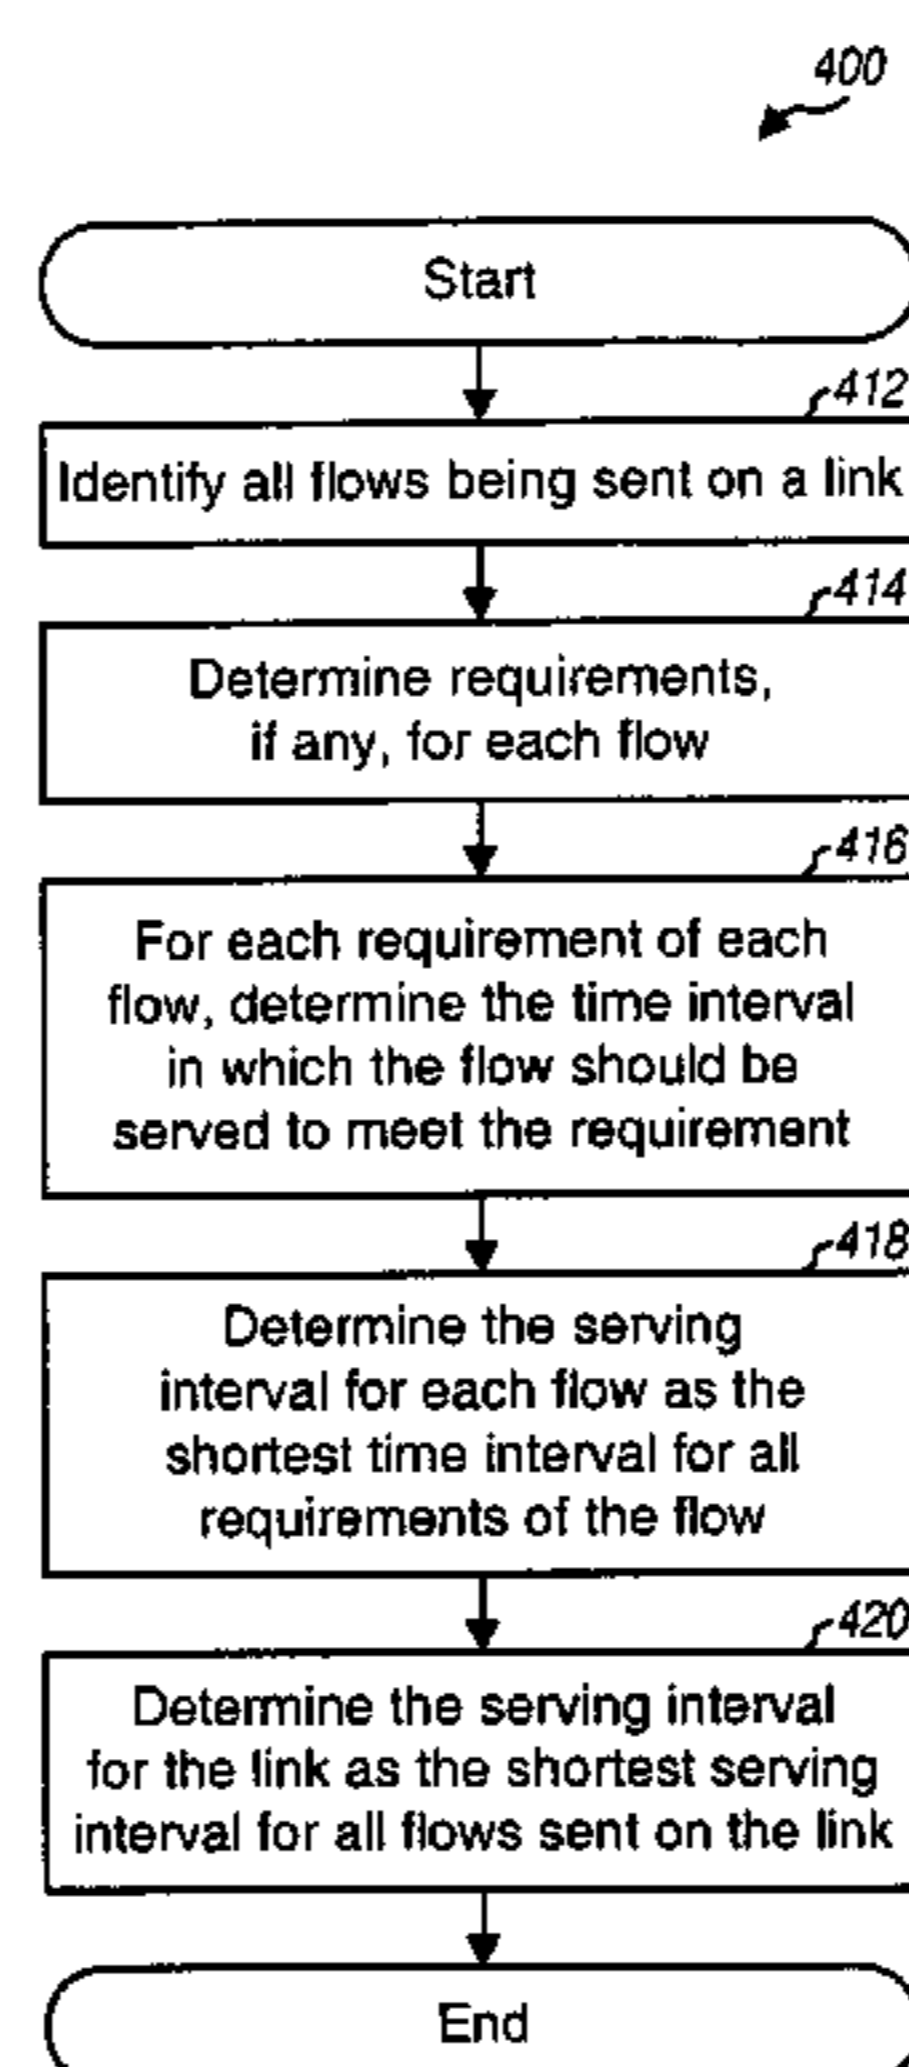 400
Start
412
Identify all flows being sent on a link
414
Determine requirements,
if any, for each flow
416
For each requirement of each
flow, determine the time interval
in which the flow should be
served to meet the requirement
418
Determine the serving
interval for each flow as the
shortest time interval for all
requirements of the flow
420
Determine the serving interval
for the link as the shortest serving
interval for all flows sent on the link
End